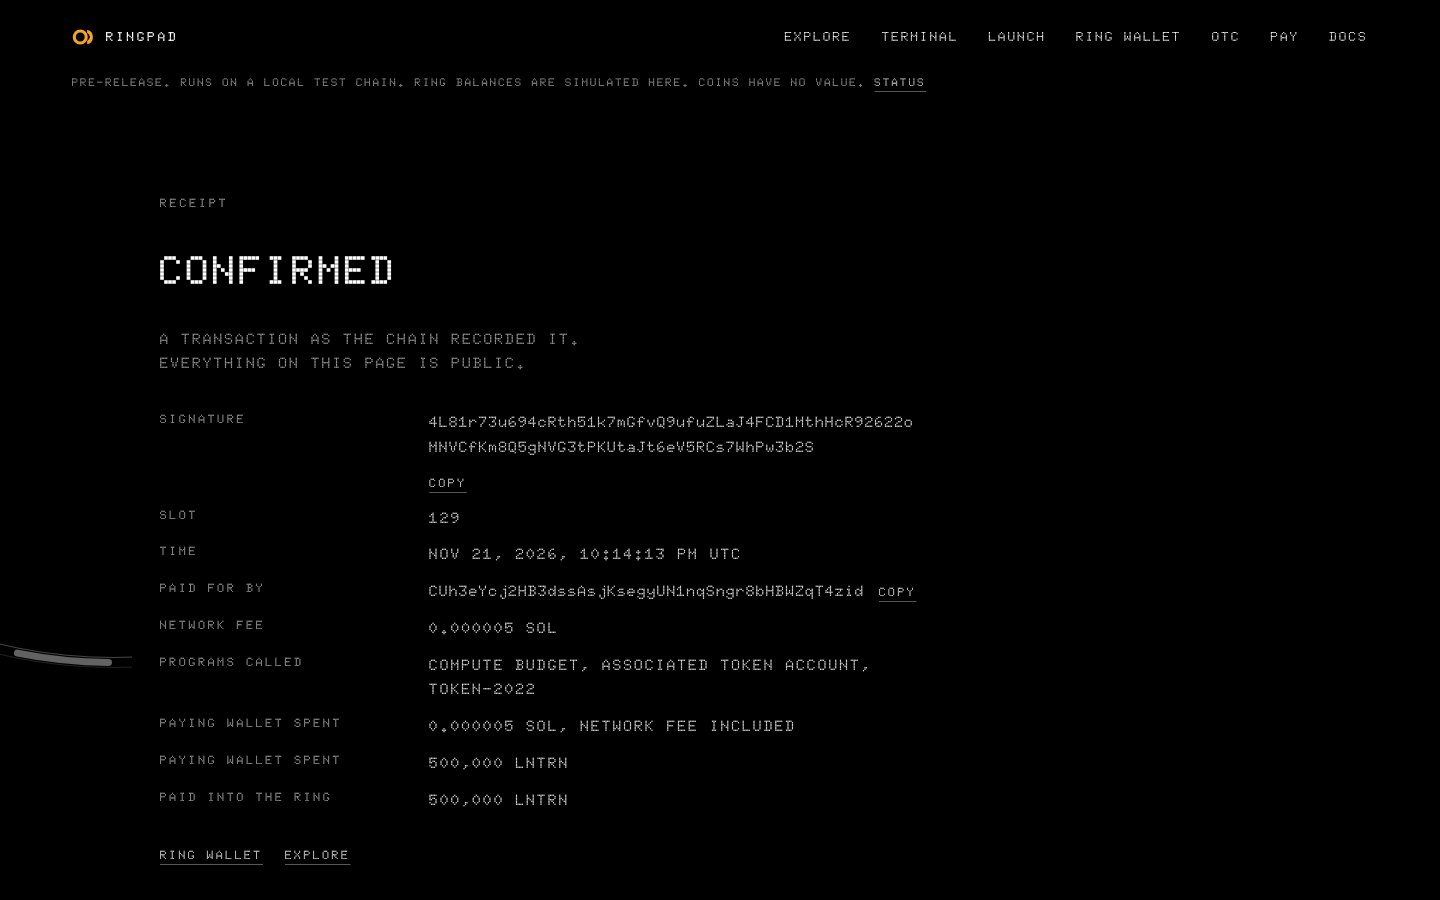 RINGPAD
EXPLORE TERMINAL LAUNCH RING WALLET OTC PAY DOCS
PRE-RELEASE. RUNS ON A LOCAL TEST CHAIN. RING BALANCES ARE SIMULATED HERE. COINS HAVE NO VALUE. STATUS
RECEIPT
CONFIRMED
A TRANSACTION AS THE CHAIN RECORDED IT.
EVERYTHING ON THIS PAGE IS PUBLIC.
SIGNATURE 4L81r73u694cRth51k7mGfvQ9ufuZLaJ4FCD1MthHcR92622o
MNVCfKm8Q5gNVG3tPKUtaJt6eV5RCs7WhPw3b2S
COPY
SLOT 129
TIME NOV 21, 2026, 10:14:13 PM UTC
PAID FOR BY CUh3eYcj2HB3dssAsjKsegyUN1nqSngr8bHBWZqT4zid COPY
NETWORK FEE 0.000005 SOL
PROGRAMS CALLED COMPUTE BUDGET, ASSOCIATED TOKEN ACCOUNT,
TOKEN-2022
PAYING WALLET SPENT 0.000005 SOL, NETWORK FEE INCLUDED
PAYING WALLET SPENT 500,000 LNTRN
PAID INTO THE RING 500,000 LNTRN
RING WALLET EXPLORE